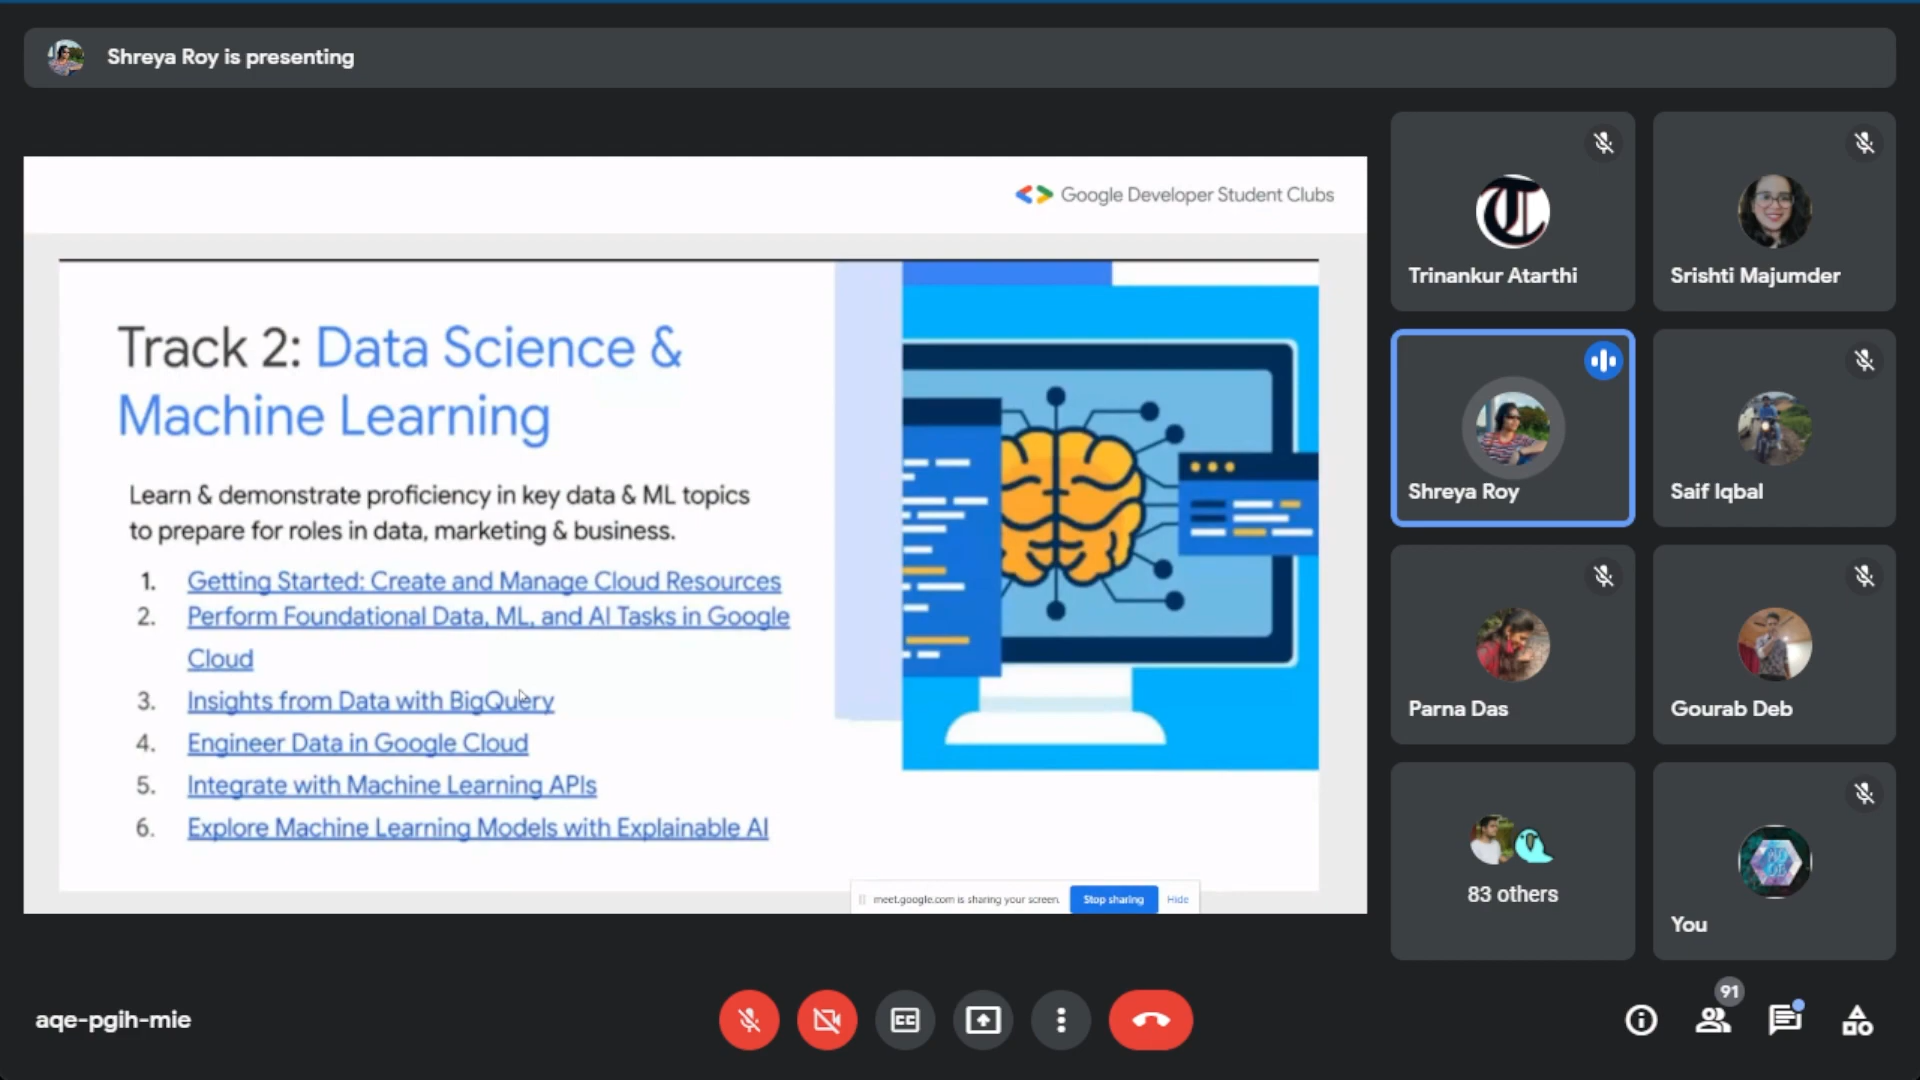 Shreya Roy is presenting
Google Developer Student Clubs
Track 2: Data Science &
Machine Learning
Learn & demonstrate proficiency in key data & ML topics
to prepare for roles in data, marketing & business.
1. Getting Started: Create and Manage Cloud Resources
2. Perform Foundational Data, ML, and AI Tasks in Google
Cloud
3. Insights from Data with BigQuery
4. Engineer Data in Google Cloud
5. Integrate with Machine Learning APIs
6. Explore Machine Learning Models with Explainable AI
meet.google.com is sharing your screen. Stop sharing Hide
Trinankur Atarthi
Srishti Majumder
Shreya Roy
Saif Iqbal
Parna Das
Gourab Deb
83 others
You
aqe-pgih-mie
CC
91